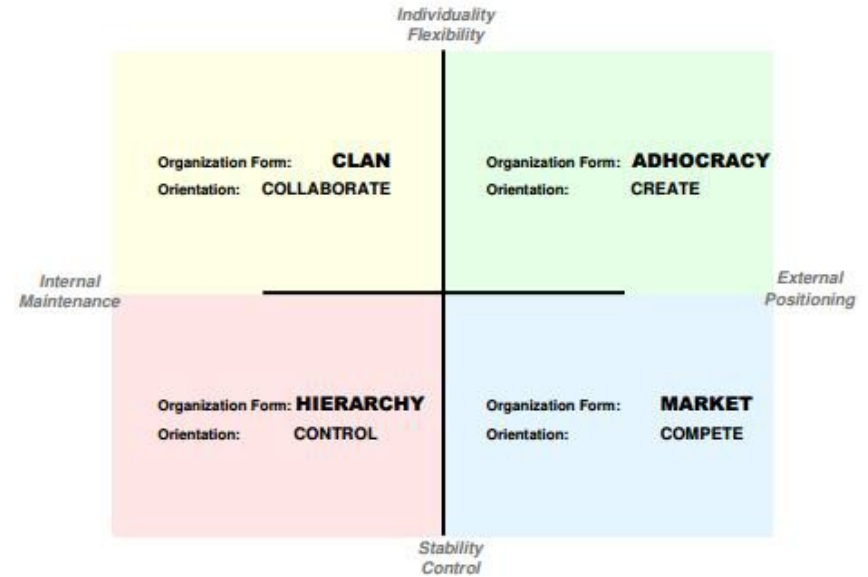 Individuality
Flexibility
Organization Form: CLAN
Orientation: COLLABORATE
Organization Form: ADHOCRACY
Orientation: CREATE
Internal
Maintenance
External
Positioning
Organization Form: HIERARCHY
Orientation: CONTROL
Organization Form: MARKET
Orientation: COMPETE
Stability
Control